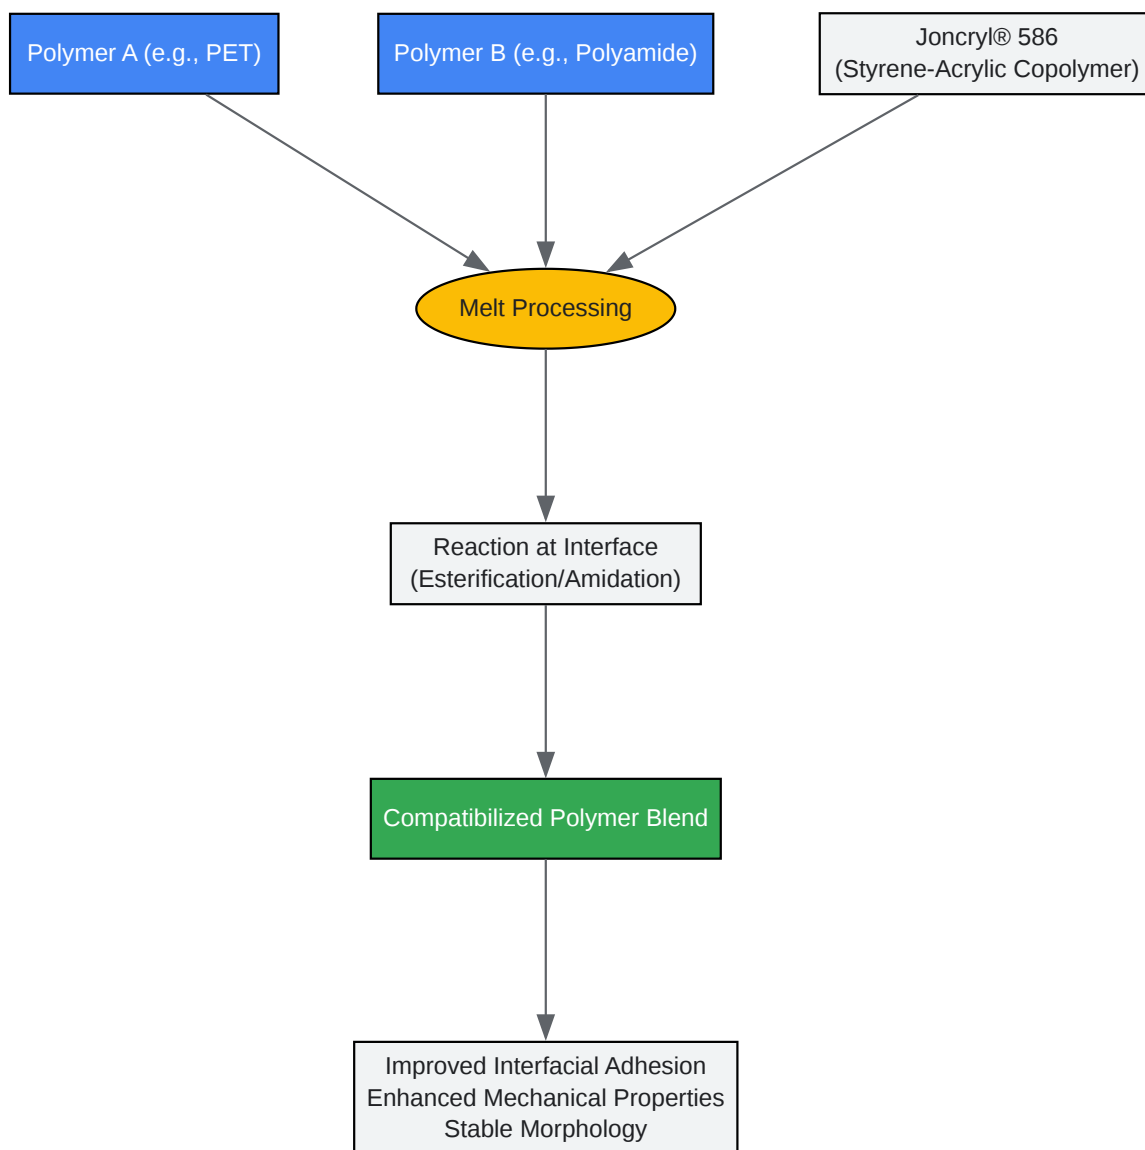 Polymer A (e.g., PET)
Polymer B (e.g., Polyamide)
Joncryl® 586
(Styrene-Acrylic Copolymer)
Melt Processing
Reaction at Interface
(Esterification/Amidation)
Compatibilized Polymer Blend
Improved Interfacial Adhesion
Enhanced Mechanical Properties
Stable Morphology